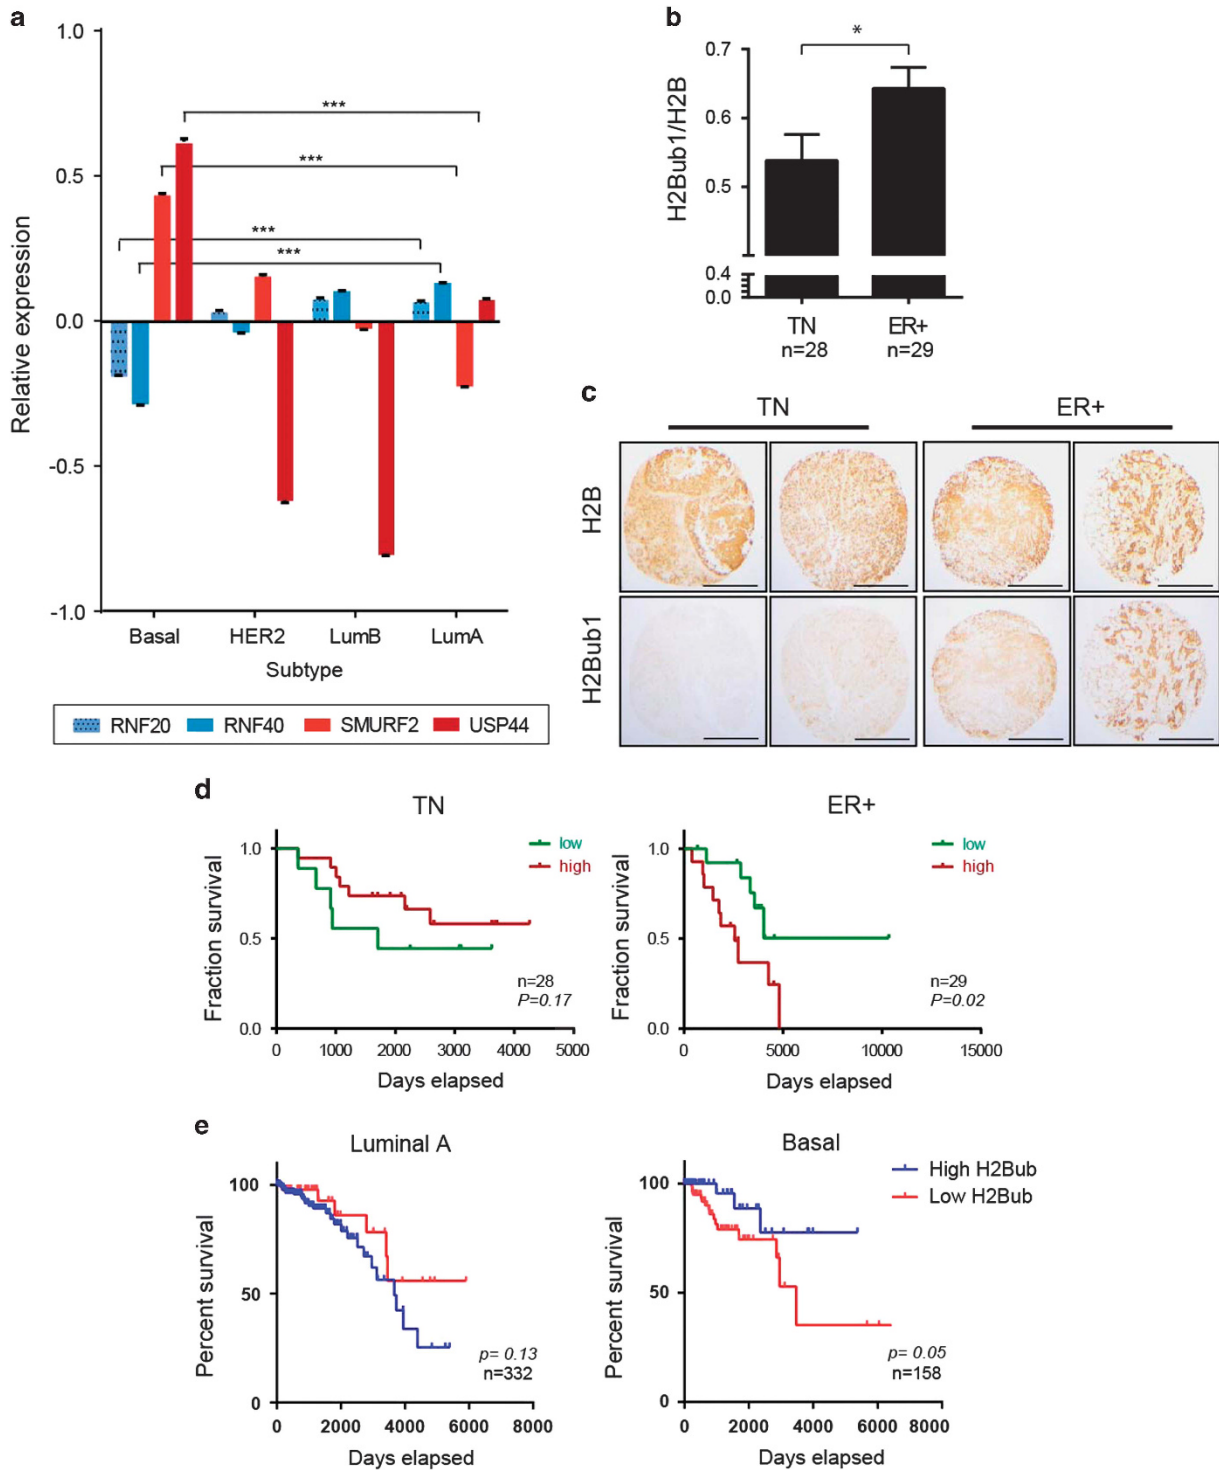 a
1.0
0.5
0.0
-0.5
-1.0
Relative expression
***
***
***
***
Basal HER2 LumB LumA
Subtype
RNF20 RNF40 SMURF2 USP44
b
0.7
0.6
0.5
0.4
0.0
H2Bub1/H2B
*
TN ER+
n=28 n=29
c
TN ER+
H2B
H2Bub1
d
TN
1.0
0.5
0.0
Fraction survival
low
high
n=28
P=0.17
0 1000 2000 3000 4000 5000
Days elapsed
ER+
1.0
0.5
0.0
Fraction survival
low
high
n=29
P=0.02
0 5000 10000 15000
Days elapsed
e
Luminal A
100
50
0
Percent survival
p= 0.13
n=332
0 2000 4000 6000 8000
Days elapsed
Basal
100
50
0
Percent survival
High H2Bub
Low H2Bub
p= 0.05
n=158
0 2000 4000 6000 8000
Days elapsed